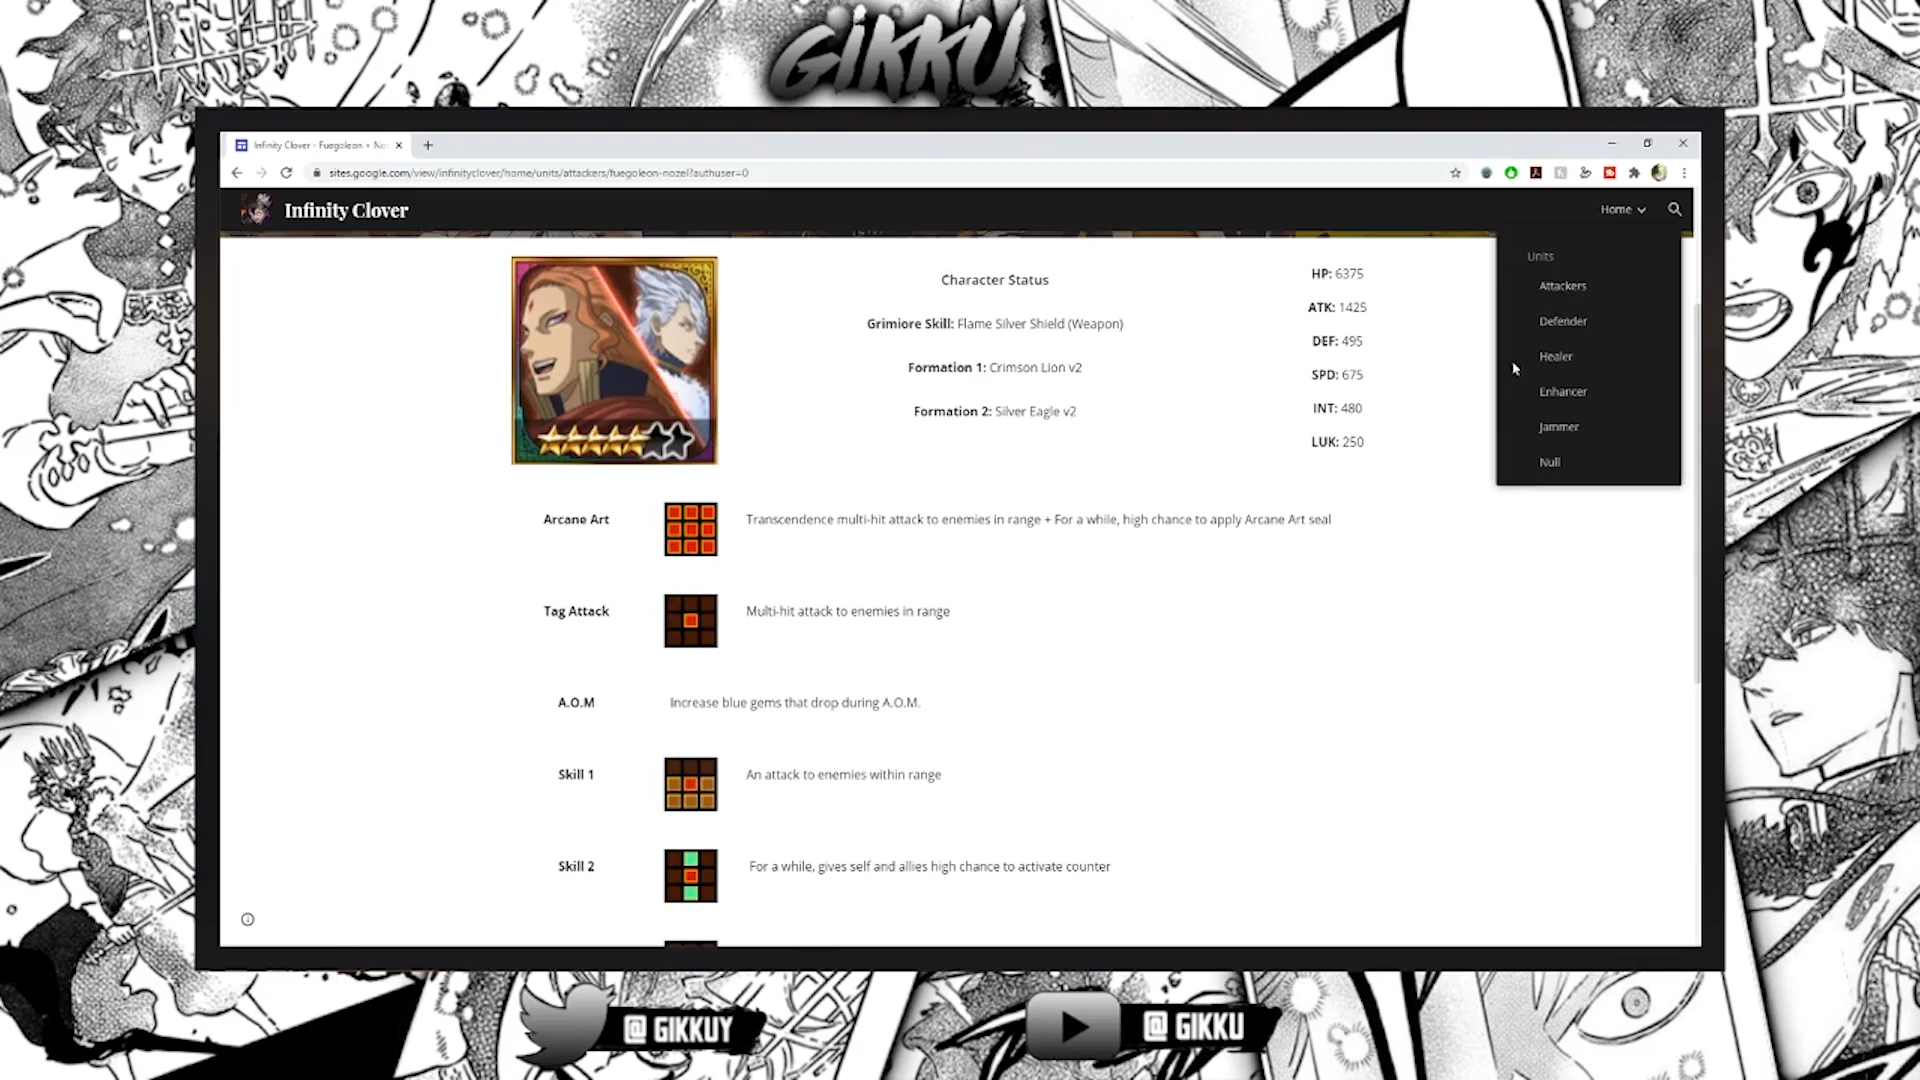 GIKKU
Infinity Clover - Fuegoleon + No
sites.google.com/view/infinityclover/home/units/attackers/fuegoleon-nozel?authuser=0
Infinity Clover
Home
Units
Attackers
Defender
Healer
Enhancer
Jammer
Null
Character Status
Grimiore Skill: Flame Silver Shield (Weapon)
Formation 1: Crimson Lion v2
Formation 2: Silver Eagle v2
HP: 6375
ATK: 1425
DEF: 495
SPD: 675
INT: 480
LUK: 250
Arcane Art Transcendence multi-hit attack to enemies in range + For a while, high chance to apply Arcane Art seal
Tag Attack Multi-hit attack to enemies in range
A.O.M Increase blue gems that drop during A.O.M.
Skill 1 An attack to enemies within range
Skill 2 For a while, gives self and allies high chance to activate counter
@ GIKKUY
@ GIKKU